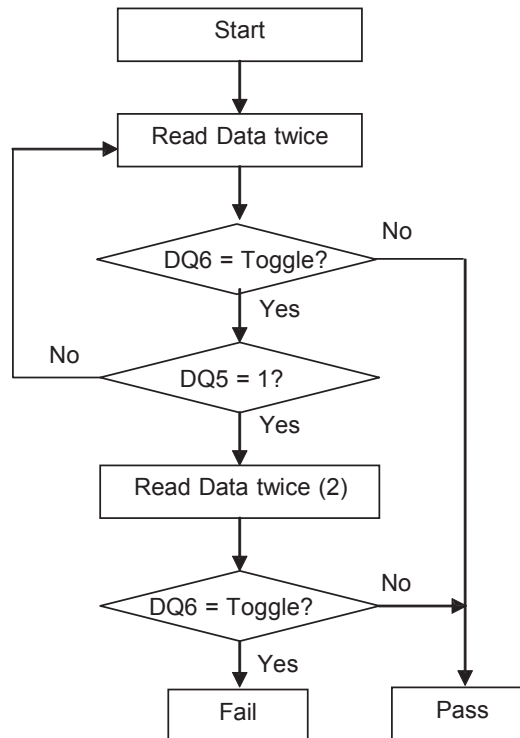 Start
Read Data twice
No
DQ6 = Toggle?
Yes
No
DQ5 = 1?
Yes
Read Data twice (2)
No
DQ6 = Toggle?
Yes
Fail
Pass